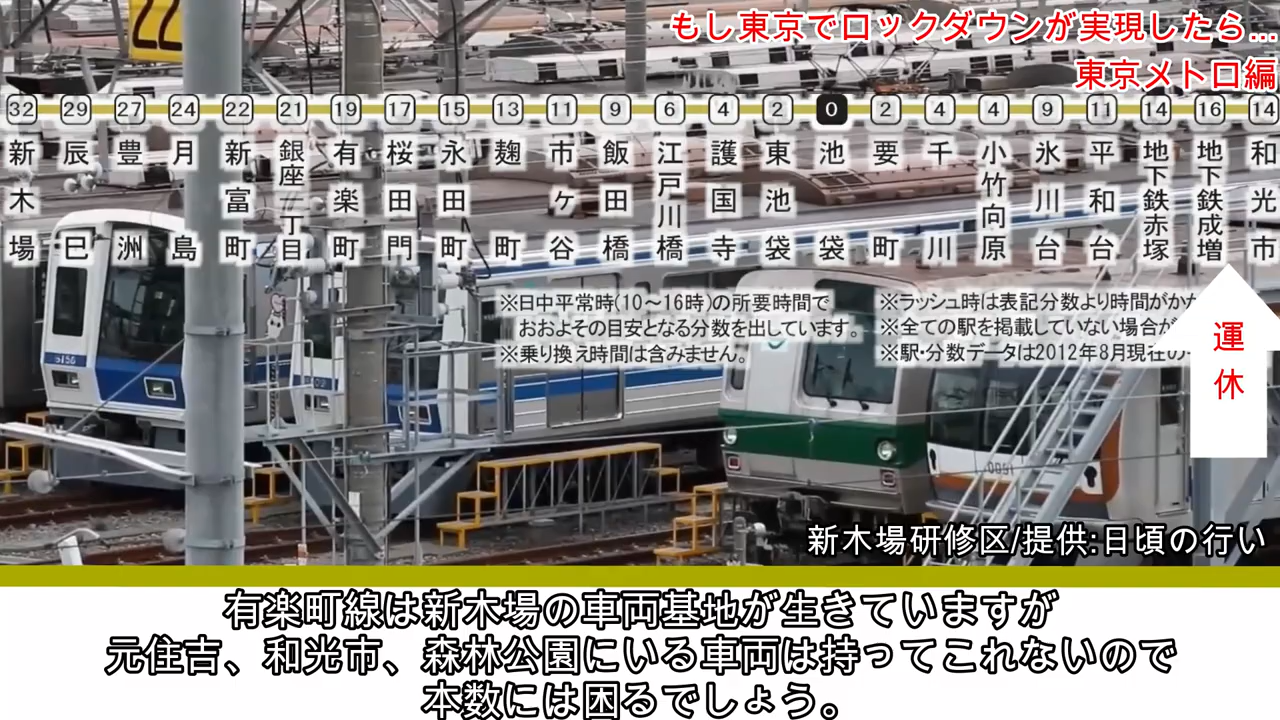 22
もし東京でロックダウンが実現したら...
東京メトロ編
32 29 27 24 22 21 19 17 15 13 11 9 6 4 2 0 2 4 4 9 11 14 16 14
新木場
辰巳
豊洲
月島
新富町
銀座一丁目
有楽町
桜田門
永田町
麹町
市ヶ谷
飯田橋
江戸川橋
護国寺
東池袋
池袋
要町
千川
小竹向原
氷川台
平和台
地下鉄赤塚
地下鉄成増
和光市
※日中平常時(10〜16時)の所要時間で
おおよその目安となる分数を出しています。
※乗り換え時間は含みません。
※ラッシュ時は表記分数より時間がか
※全ての駅を掲載していない場合が
※駅・分数データは2012年8月現在の
運休
新木場研修区/提供:日頃の行い
有楽町線は新木場の車両基地が生きていますが
元住吉、和光市、森林公園にいる車両は持ってこれないので
本数には困るでしょう。